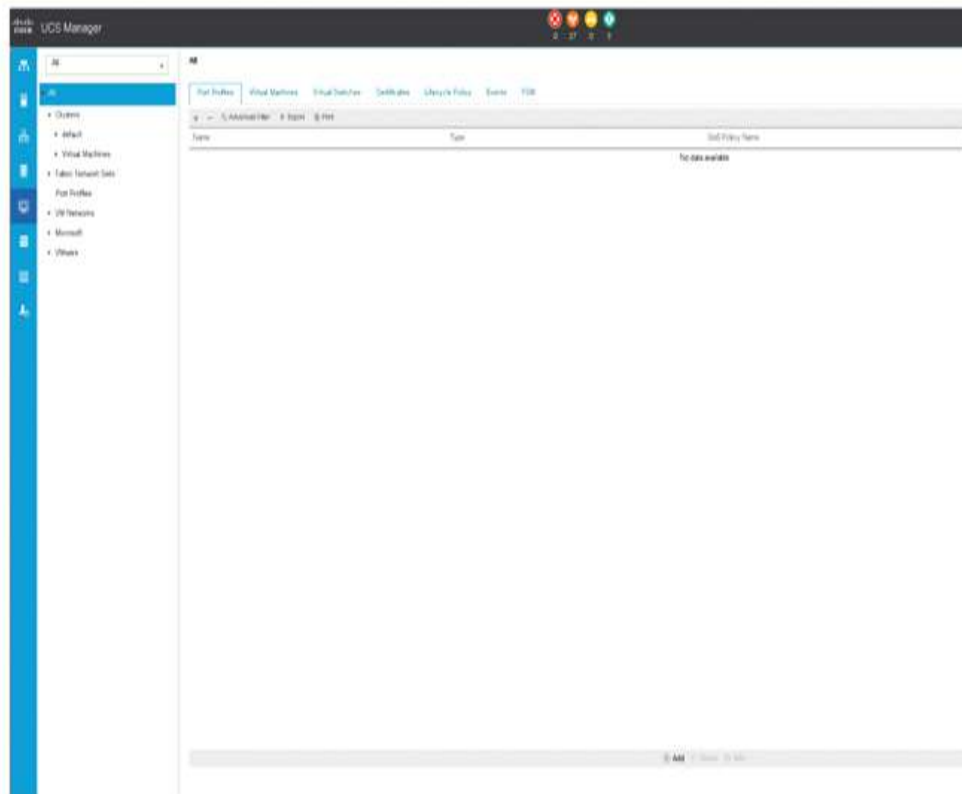 UCS Manager
All
All
All
Clusters
default
Virtual Machines
Fabric Network Sets
Port Profiles
VM Networks
Microsoft
VMware
Port Profiles Virtual Machines Virtual Switches Certificates Lifecycle Policy Events FSM
Advanced Filter Export Print
Name Type QoS Policy Name
No data available
Add